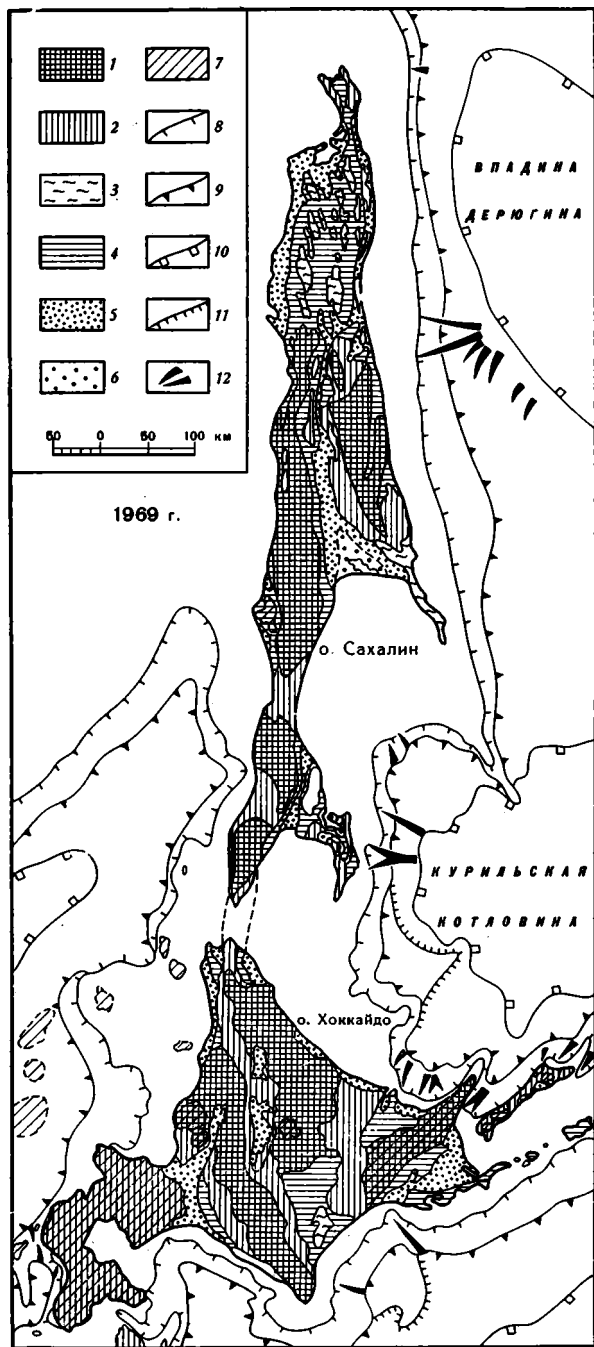 1 7
2 8
3 9
4 10
5 11
6 12
50 0 50 100 км
1969 г.
ВПАДИНА
ДЕРЮГИНА
о. Сахалин
КУРИЛЬСКАЯ
КОТЛОВИНА
о. Хоккайдо